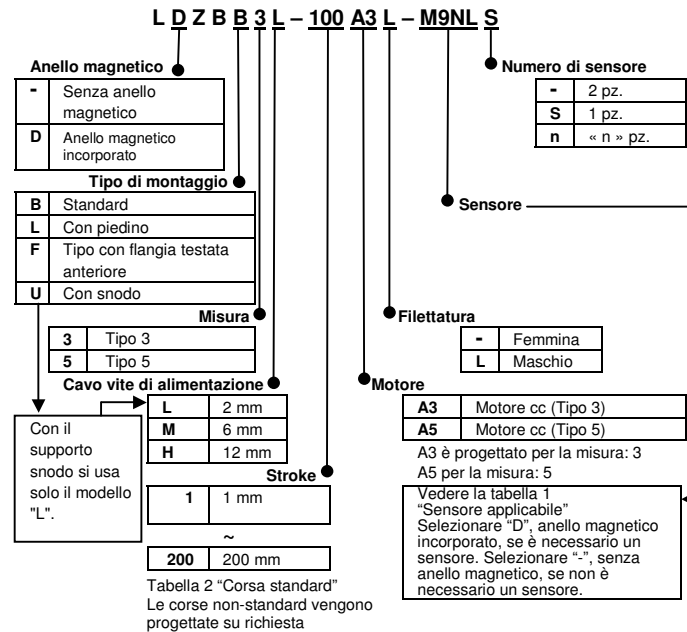 L D Z B B 3 L – 100 A3 L – M9NL S
Anello magnetico
- Senza anello
magnetico
D Anello magnetico
incorporato
Tipo di montaggio
B Standard
L Con piedino
F Tipo con flangia testata
anteriore
U Con snodo
Misura
3 Tipo 3
5 Tipo 5
Cavo vite di alimentazione
L 2 mm
M 6 mm
H 12 mm
Con il
supporto
snodo si usa
solo il modello
"L".
Stroke
1 1 mm
~
200 200 mm
Tabella 2 “Corsa standard”
Le corse non-standard vengono
progettate su richiesta
Numero di sensore
- 2 pz.
S 1 pz.
n « n » pz.
Sensore
Filettatura
- Femmina
L Maschio
Motore
A3 Motore cc (Tipo 3)
A5 Motore cc (Tipo 5)
A3 è progettato per la misura: 3
A5 per la misura: 5
Vedere la tabella 1
“Sensore applicabile”
Selezionare “D”, anello magnetico
incorporato, se è necessario un
sensore. Selezionare “-”, senza
anello magnetico, se non è
necessario un sensore.